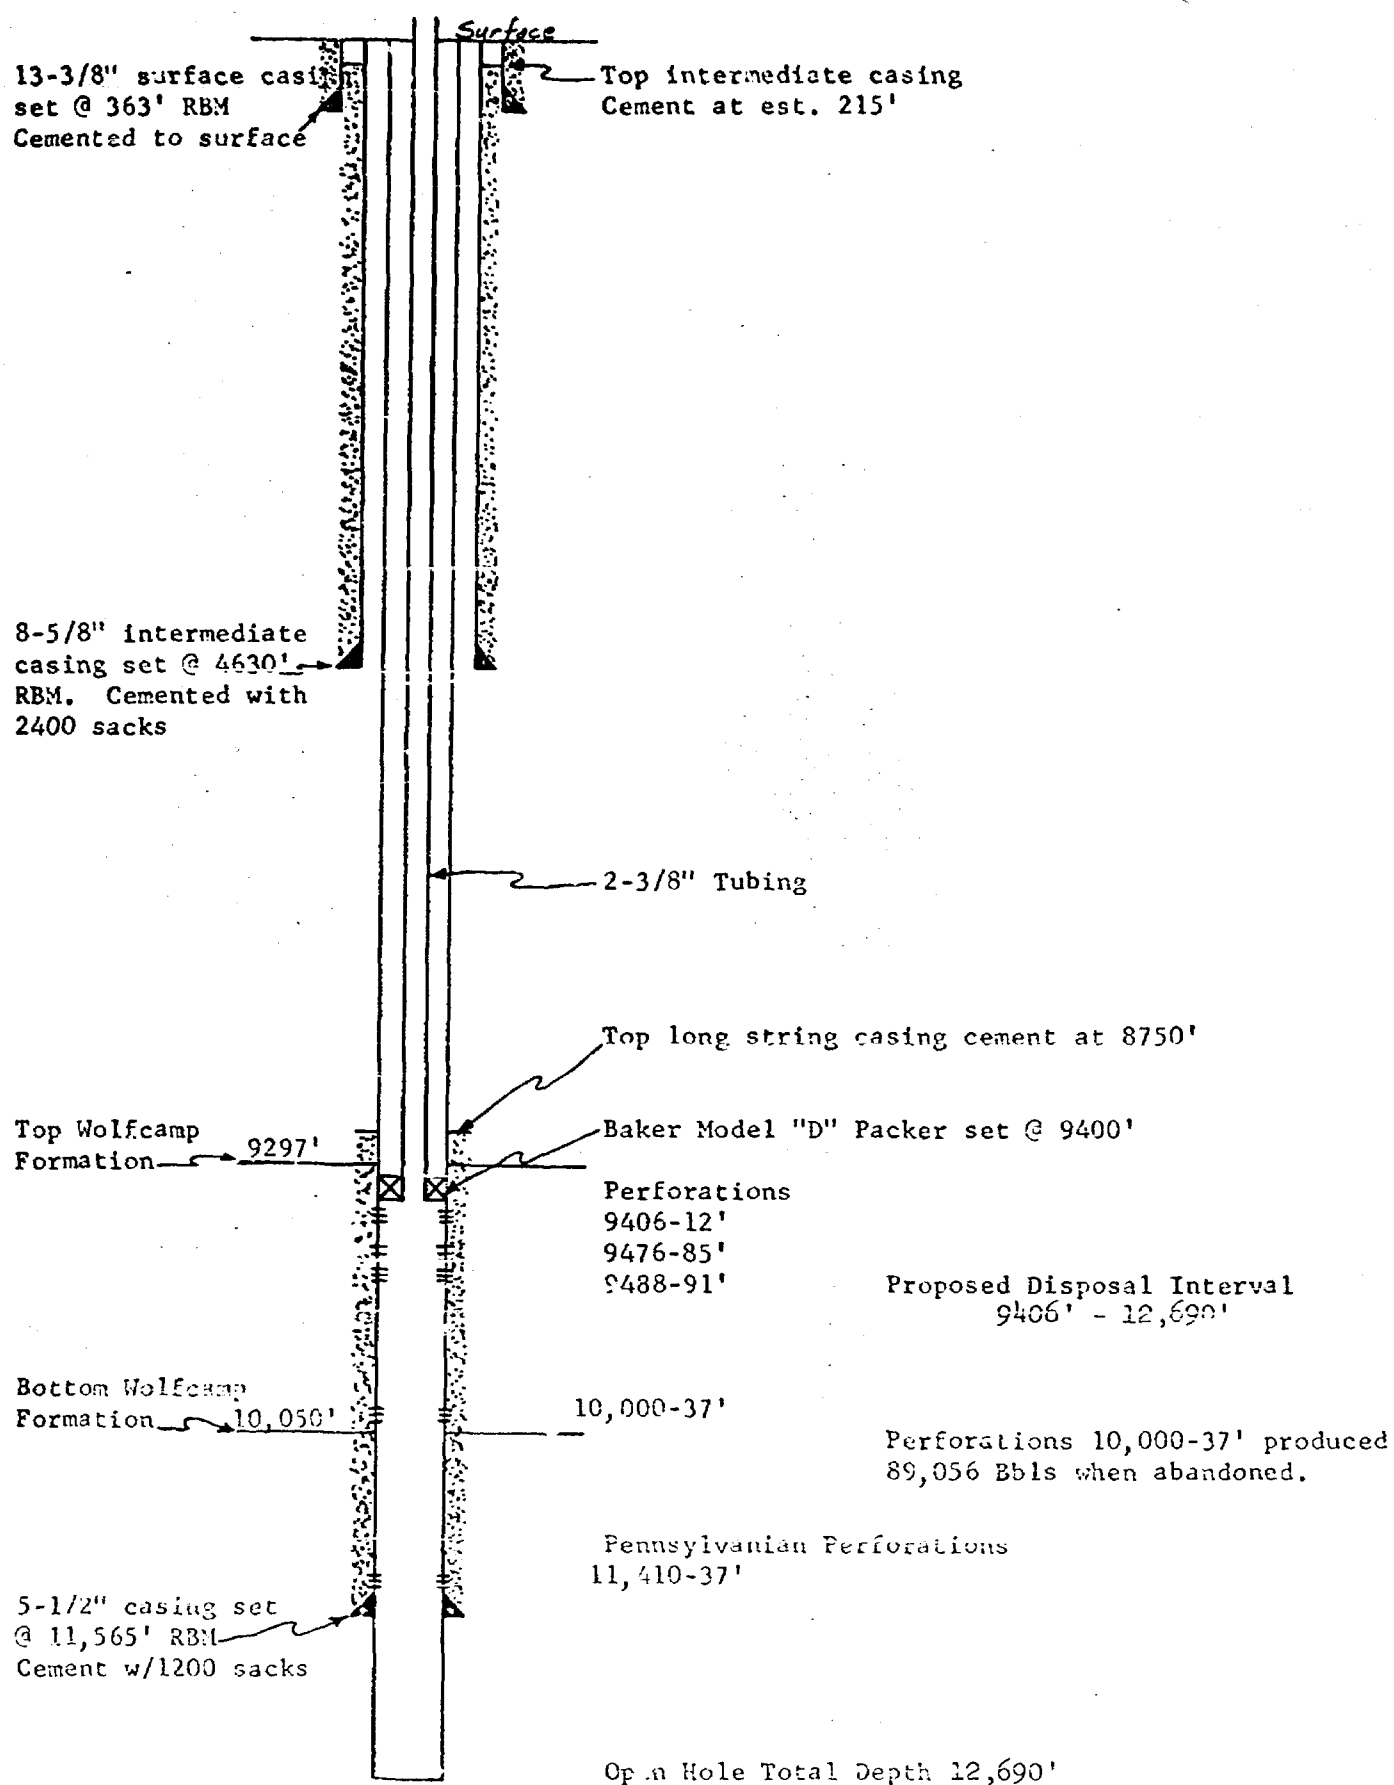 Surface
13-3/8" surface casing
set @ 363' RBM
Cemented to surface
Top intermediate casing
Cement at est. 215'
8-5/8" intermediate
casing set @ 4630'
RBM. Cemented with
2400 sacks
2-3/8" Tubing
Top long string casing cement at 8750'
Top Wolfcamp
Formation 9297'
Baker Model "D" Packer set @ 9400'
Perforations
9406-12'
9476-85'
9488-91'
Proposed Disposal Interval
9406' - 12,690'
Bottom Wolfcamp
Formation 10,050'
10,000-37'
Perforations 10,000-37' produced
89,056 Bbls when abandoned.
Pennsylvanian Perforations
11,410-37'
5-1/2" casing set
@ 11,565' RBM
Cement w/1200 sacks
Open Hole Total Depth 12,690'